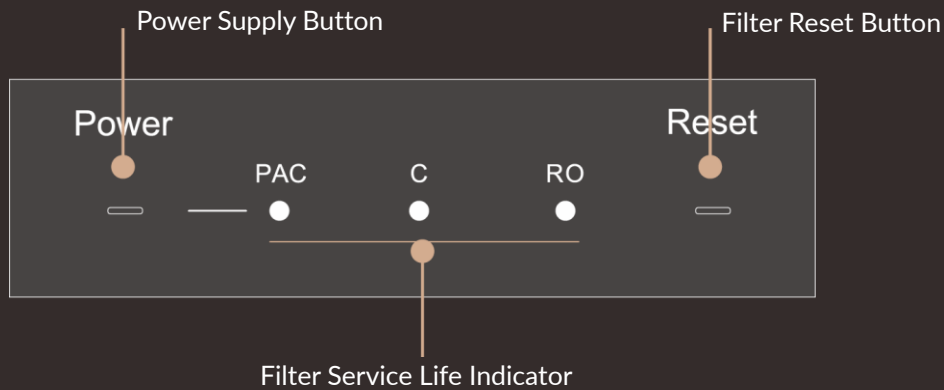 Power Supply Button
Filter Reset Button
Power
Reset
PAC
C
RO
Filter Service Life Indicator